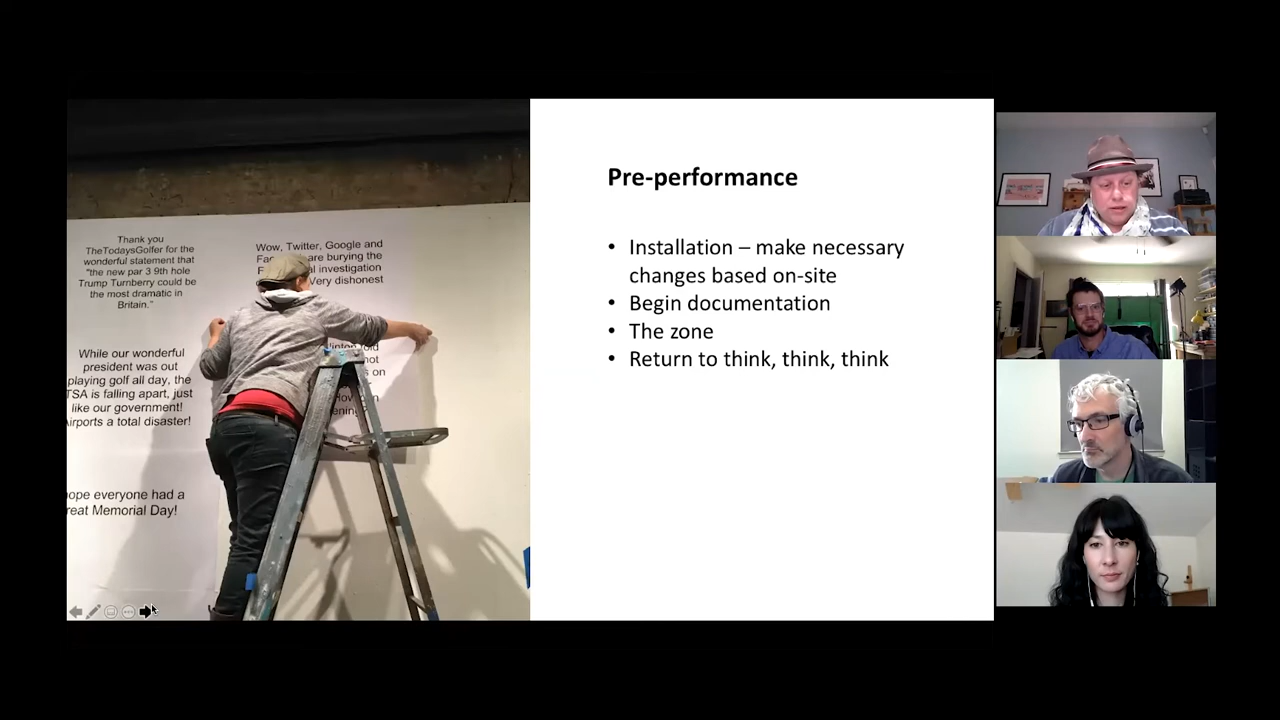 Thank you
TheTodaysGolfer for the
wonderful statement that
"the new par 3 9th hole
Trump Turnberry could be
the most dramatic in
Britain."
Wow, Twitter, Google and
are burying the
investigation
Very dishonest
not
on
While our wonderful
president was out
playing golf all day, the
TSA is falling apart, just
like our government!
Airports a total disaster!
everyone had a
Memorial Day!
Pre-performance
• Installation – make necessary
changes based on-site
• Begin documentation
• The zone
• Return to think, think, think